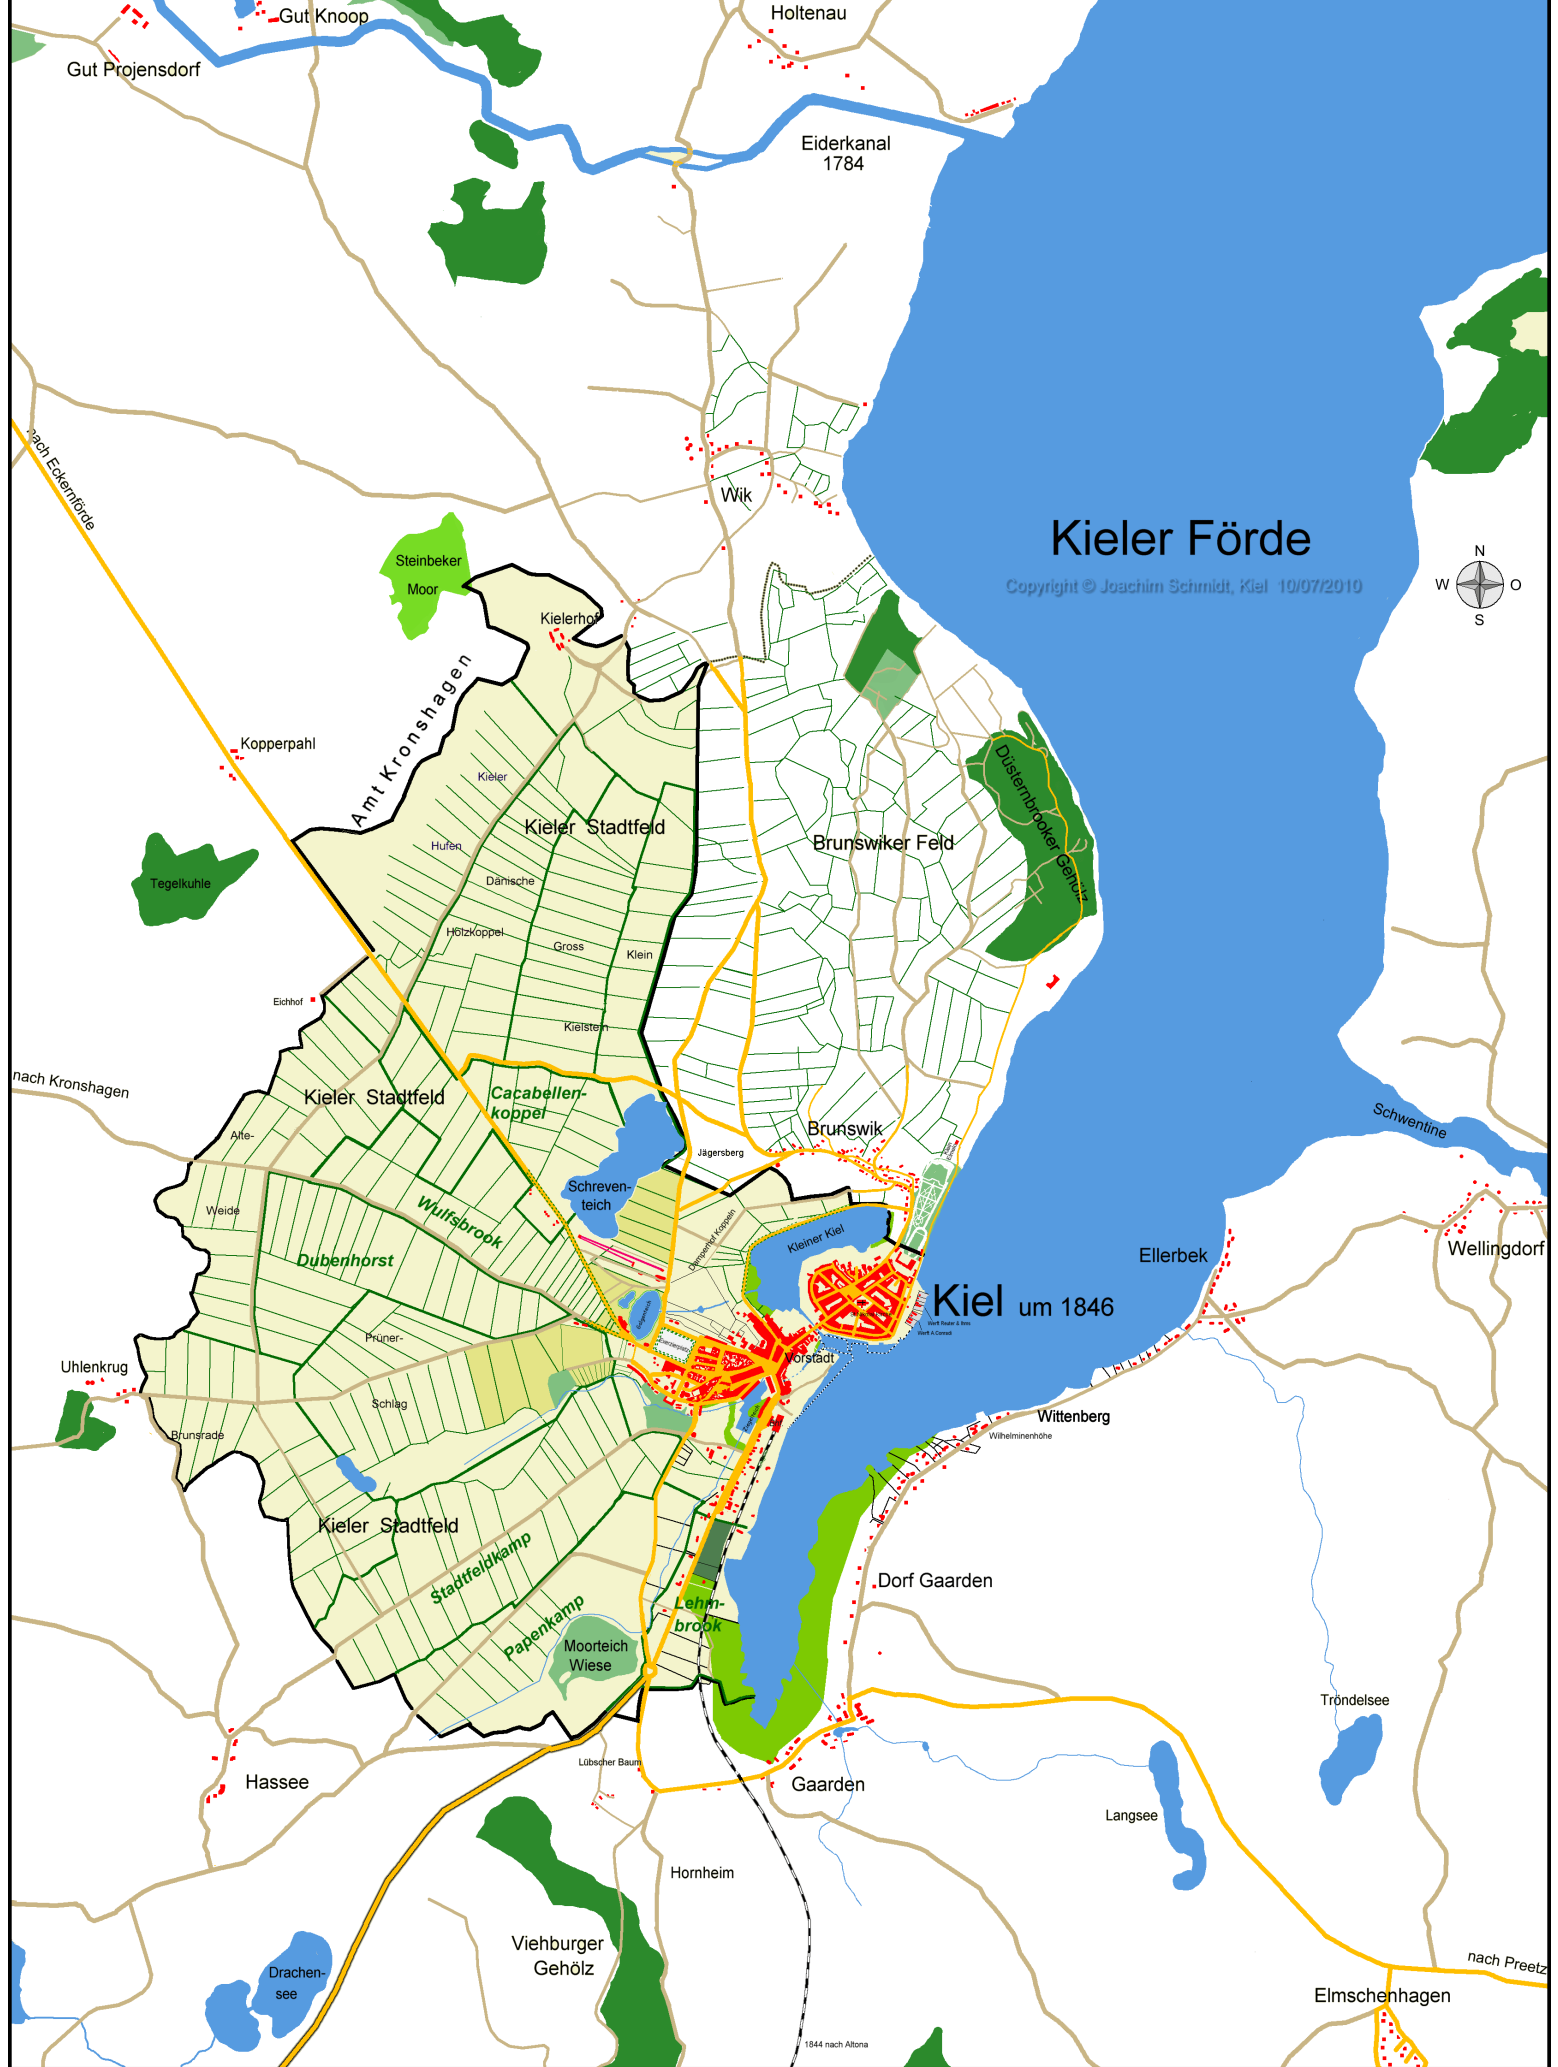 Gut Knoop
Holtenau
Gut Projensdorf
Eiderkanal
1784
nach Eckernförde
Wik
Kieler Förde
Copyright © Joachim Schmidt, Kiel 10/07/2010
N
W
O
S
Steinbeker
Moor
Kielerhof
Amt Kronshagen
Kopperpahl
Kieler
Kieler Stadtfeld
Düsternbrooker Gehölz
Brunswiker Feld
Hufen
Tegelkuhle
Dänische
Holzkoppel
Gross
Klein
Eichhof
Kielstein
nach Kronshagen
Kieler Stadtfeld
Cacabellen-
koppel
Schwentine
Brunswik
Alte-
Jägersberg
Schreven-
teich
Weide
Wulfsbrook
Damperhof Koppeln
Kleiner Kiel
Dubenhorst
Ellerbek
Wellingdorf
Kiel um 1846
Werft A.Conradi
Exerzierplatz
Prüner-
Vorstadt
Uhlenkrug
Schlag
Brunsrade
Wittenberg
Wilhelminenhöhe
Kieler Stadtfeld
Stadtfeldkamp
Dorf Gaarden
Lehm-
brook
Papenkamp
Moorteich
Wiese
Tröndelsee
Lübscher Baum
Hassee
Gaarden
Langsee
Hornheim
Viehburger
Gehölz
Drachen-
see
nach Preetz
Elmschenhagen
1844 nach Altona